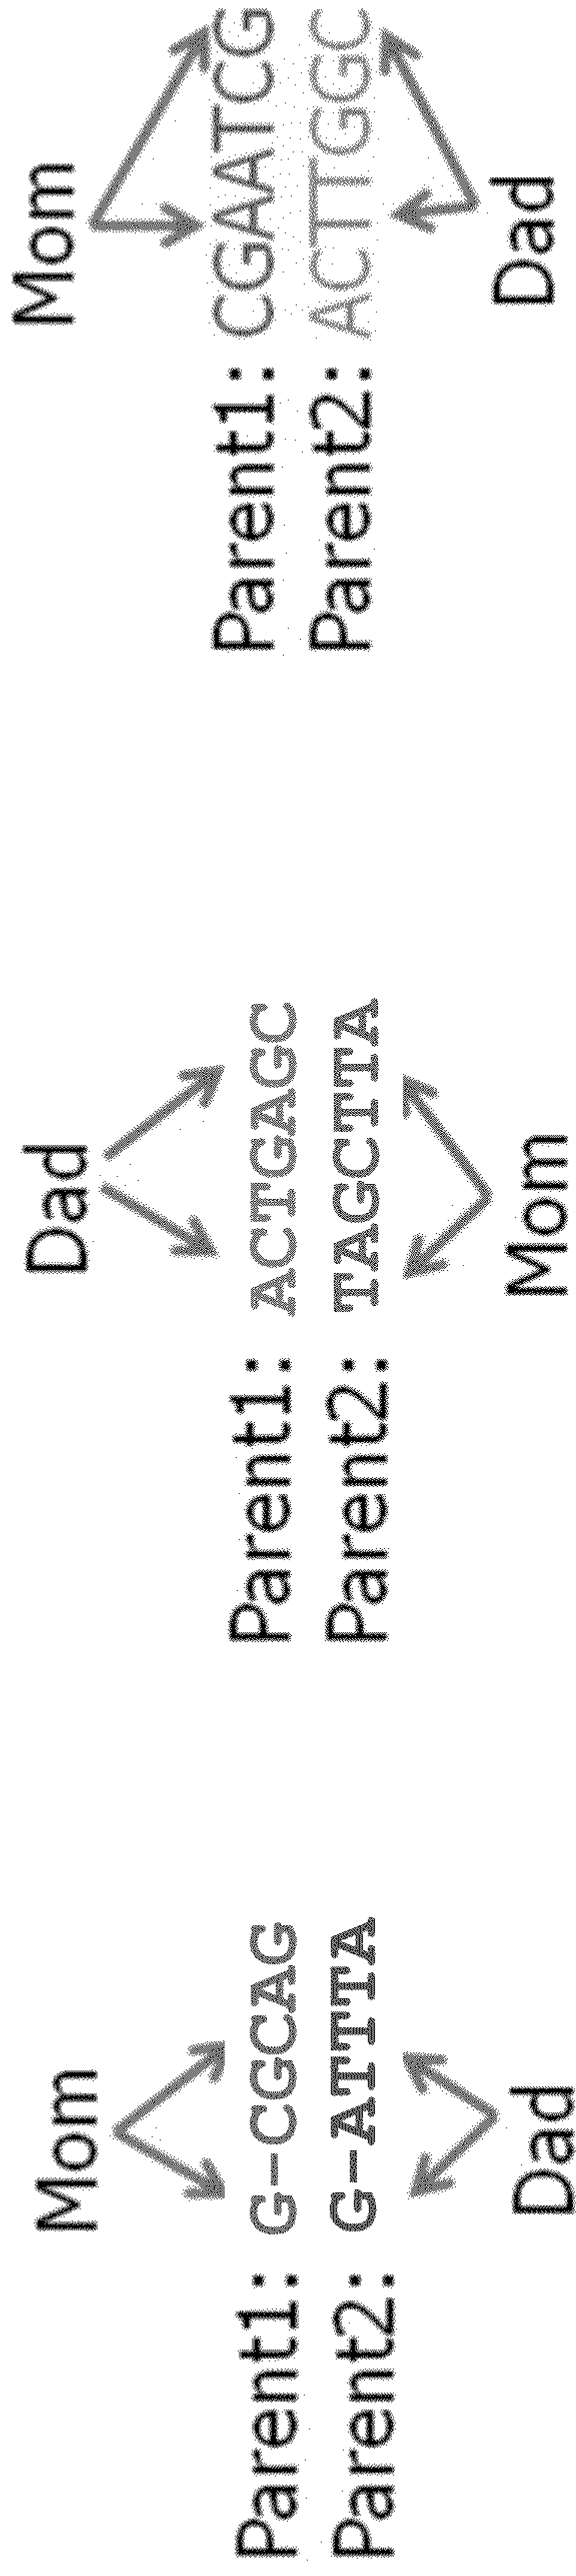 Mom
Parent1: G-CGCAG
Parent2: G-ATTTA
Dad
Dad
Parent1: ACTGAGC
Parent2: TAGCTTA
Mom
Mom
Parent1: CGAATCG
Parent2: ACTTGGC
Dad